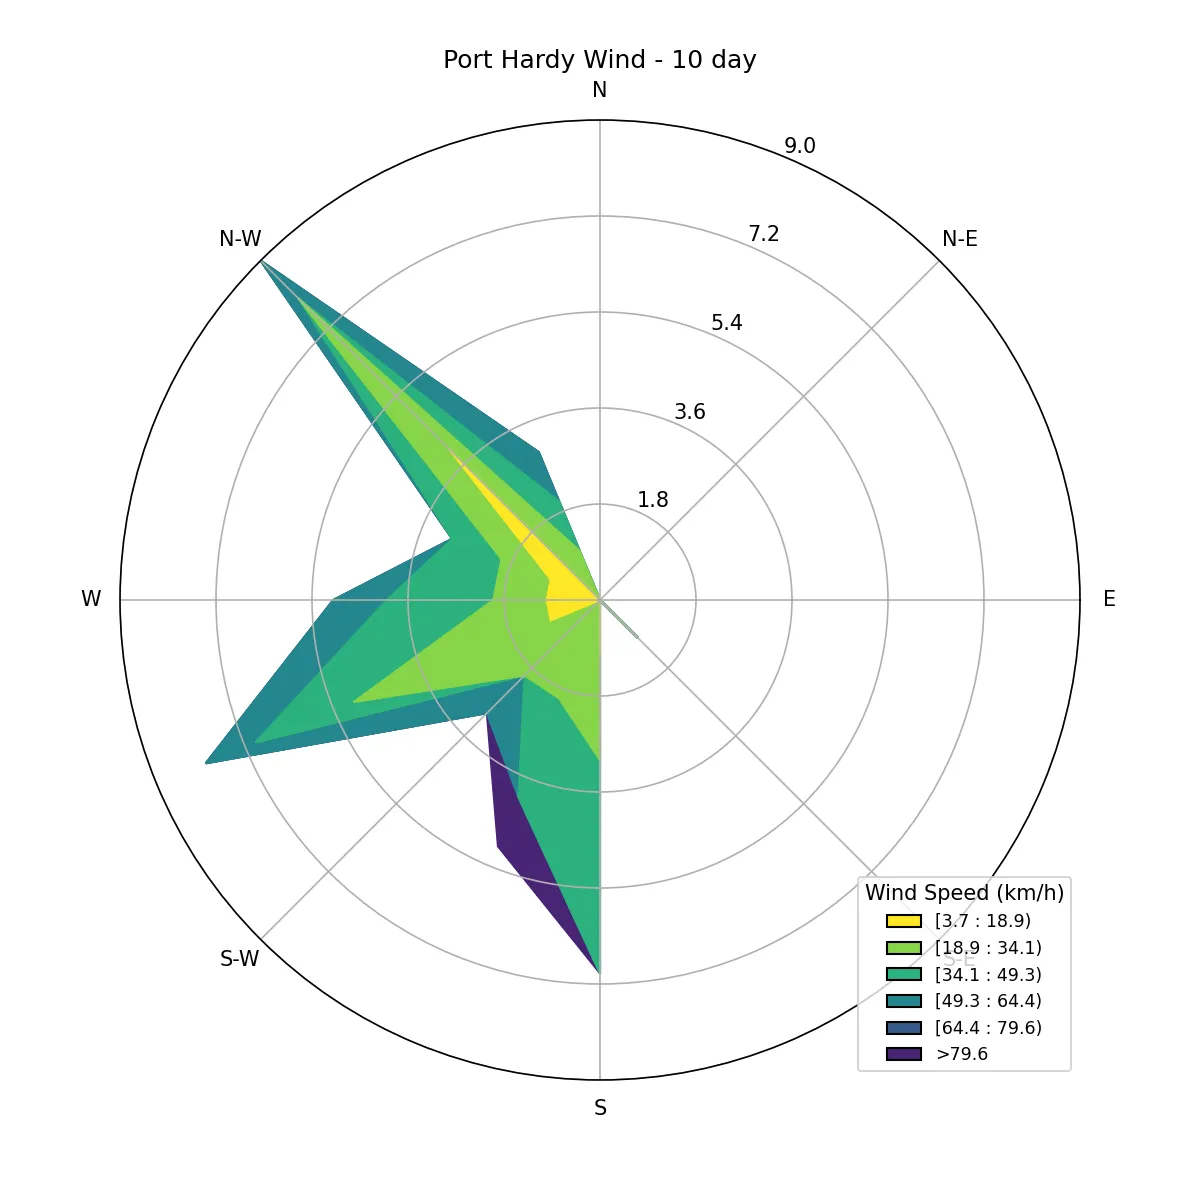 Port Hardy Wind - 10 day
N
9.0
7.2
N-W
N-E
5.4
3.6
1.8
W
E
Wind Speed (km/h)
[3.7 : 18.9)
[18.9 : 34.1)
S-W
S-E
[34.1 : 49.3)
[49.3 : 64.4)
[64.4 : 79.6)
>79.6
S